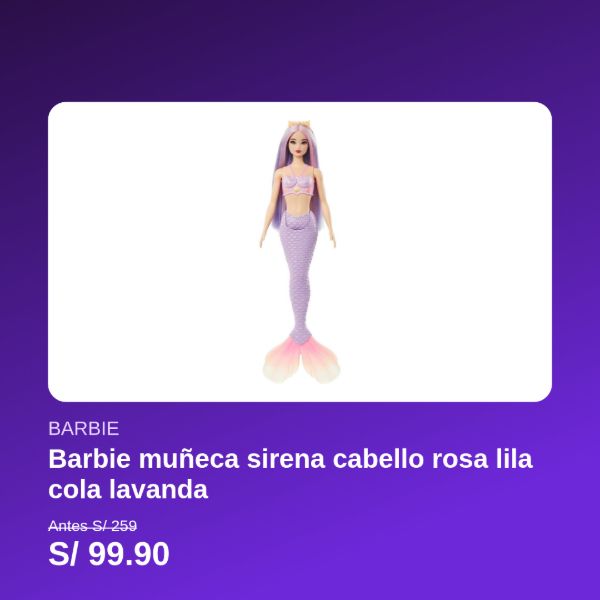 BARBIE
Barbie muñeca sirena cabello rosa lila
cola lavanda
Antes S/ 259
S/ 99.90